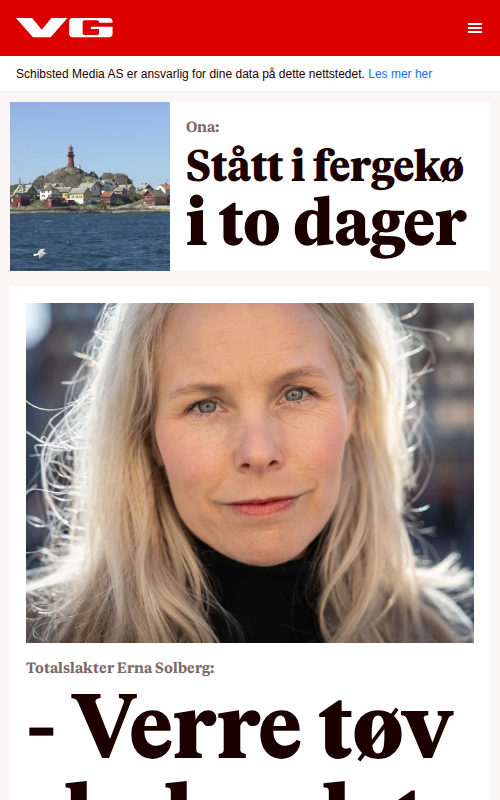 VG
Schibsted Media AS er ansvarlig for dine data på dette nettstedet. Les mer her
Ona:
Stått i fergekø
i to dager
Totalslakter Erna Solberg:
- Verre tøv